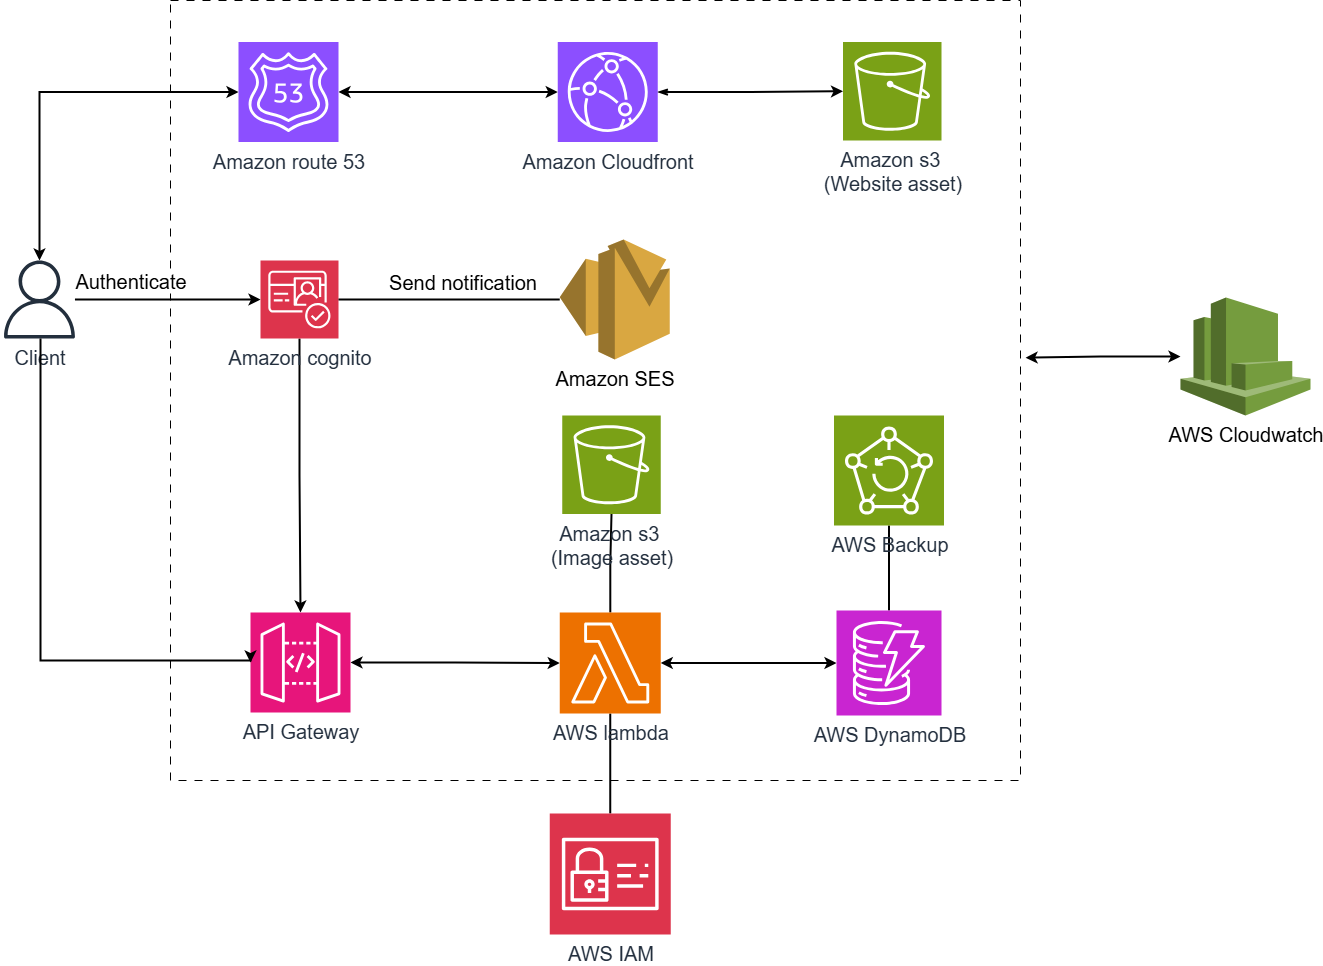 53
Amazon route 53
Amazon Cloudfront
Amazon s3
(Website asset)
Authenticate
Send notification
Client
Amazon cognito
Amazon SES
AWS Cloudwatch
Amazon s3
(Image asset)
AWS Backup
</>
API Gateway
AWS lambda
AWS DynamoDB
AWS IAM